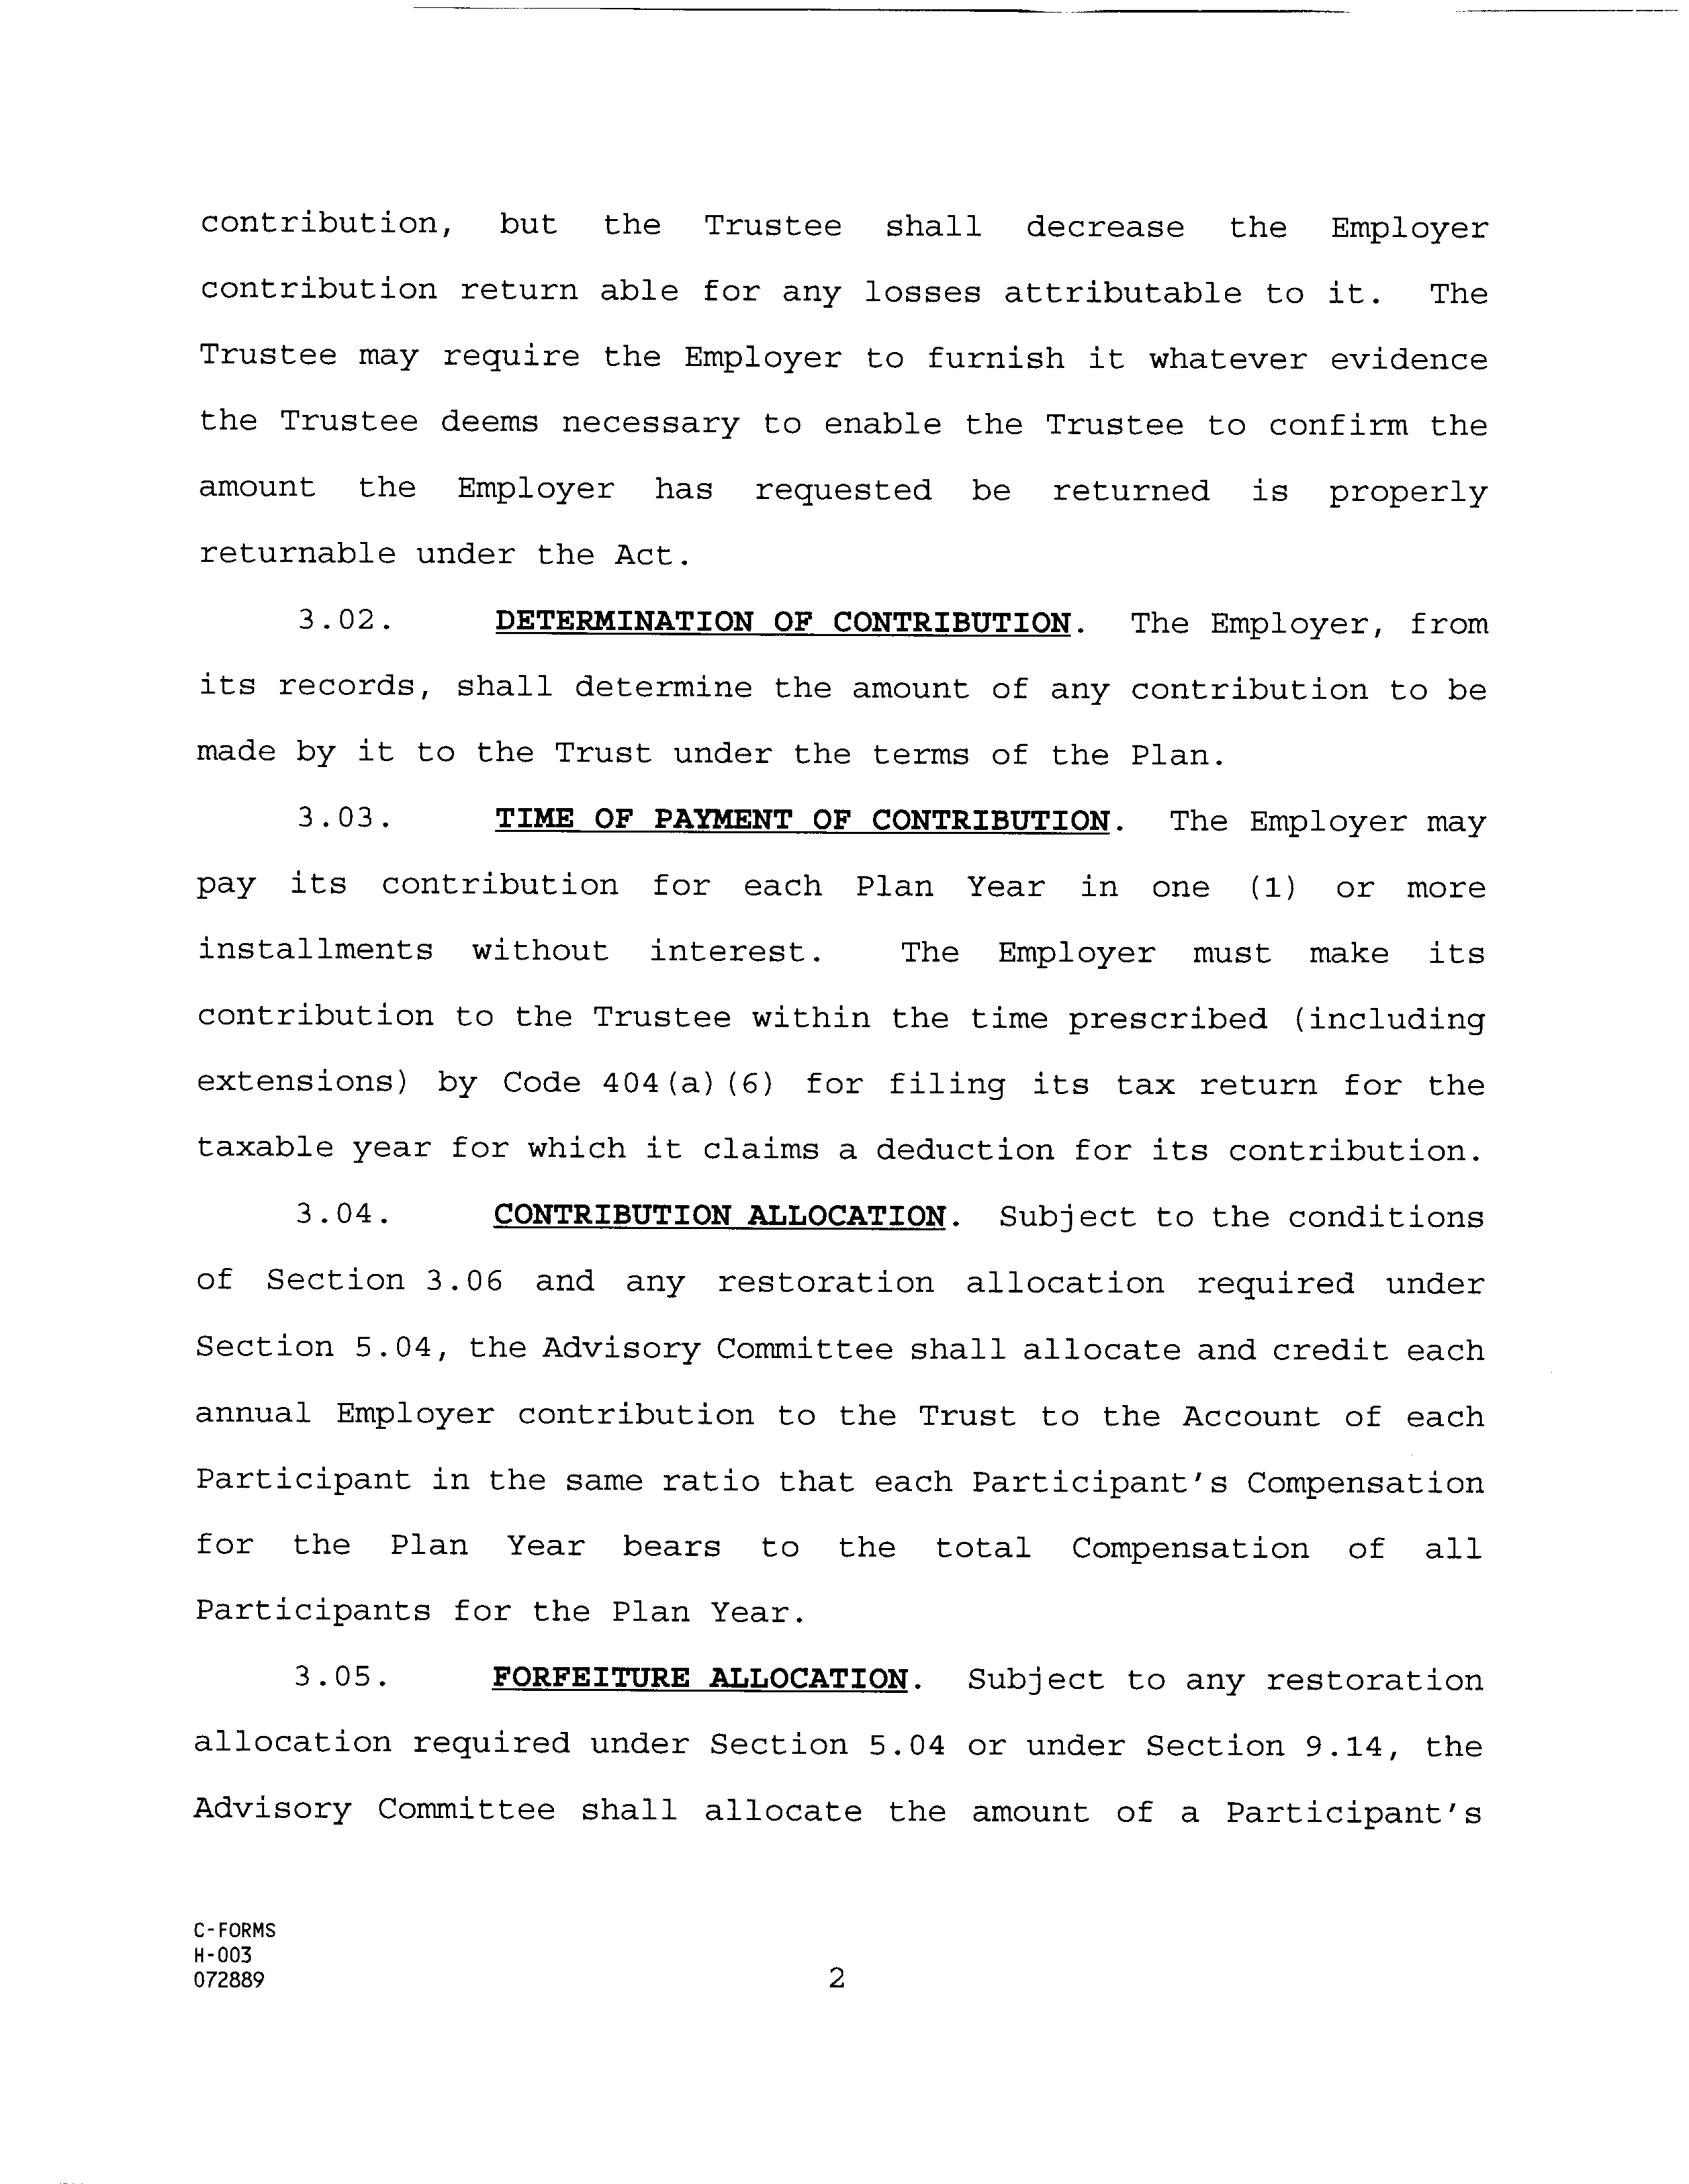 contribution, but the Trustee shall decrease the Employer
contribution return able for any losses attributable to it. The
Trustee may require the Employer to furnish it whatever evidence
the Trustee deems necessary to enable the Trustee to confirm the
amount the Employer has requested be returned is properly
returnable under the Act.
3.02. DETERMINATION OF CONTRIBUTION. The Employer, from
its records, shall determine the amount of any contribution to be
made by it to the Trust under the terms of the Plan.
3.03. TIME OF PAYMENT OF CONTRIBUTION. The Employer may
pay its contribution for each Plan Year in one (1) or more
installments without interest. The Employer must make its
contribution to the Trustee within the time prescribed (including
extensions) by Code 404(a)(6) for filing its tax return for the
taxable year for which it claims a deduction for its contribution.
3.04. CONTRIBUTION ALLOCATION. Subject to the conditions
of Section 3.06 and any restoration allocation required under
Section 5.04, the Advisory Committee shall allocate and credit each
annual Employer contribution to the Trust to the Account of each
Participant in the same ratio that each Participant's Compensation
for the Plan Year bears to the total Compensation of all
Participants for the Plan Year.
3.05. FORFEITURE ALLOCATION. Subject to any restoration
allocation required under Section 5.04 or under Section 9.14, the
Advisory Committee shall allocate the amount of a Participant's
C-FORMS
H-003
072889
2